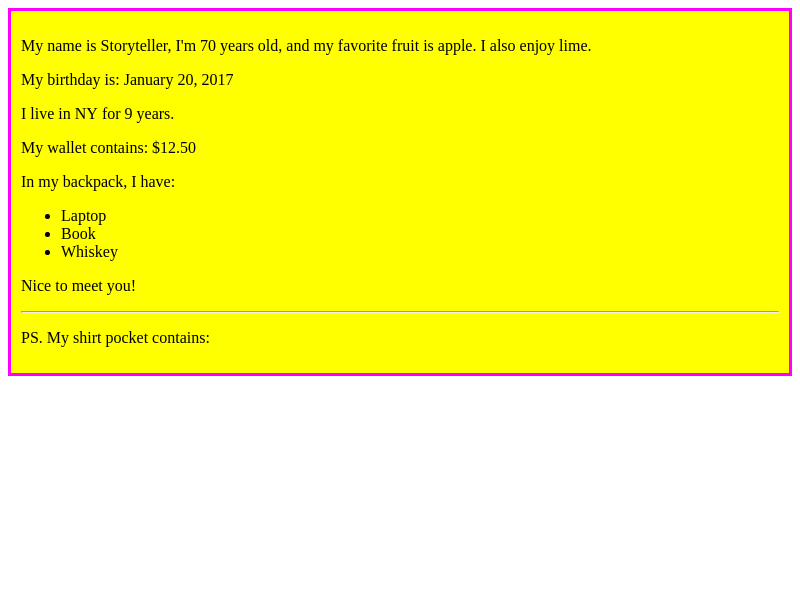 My name is Storyteller, I'm 70 years old, and my favorite fruit is apple. I also enjoy lime.
My birthday is: January 20, 2017
I live in NY for 9 years.
My wallet contains: $12.50
In my backpack, I have:
Laptop
Book
Whiskey
Nice to meet you!
PS. My shirt pocket contains: